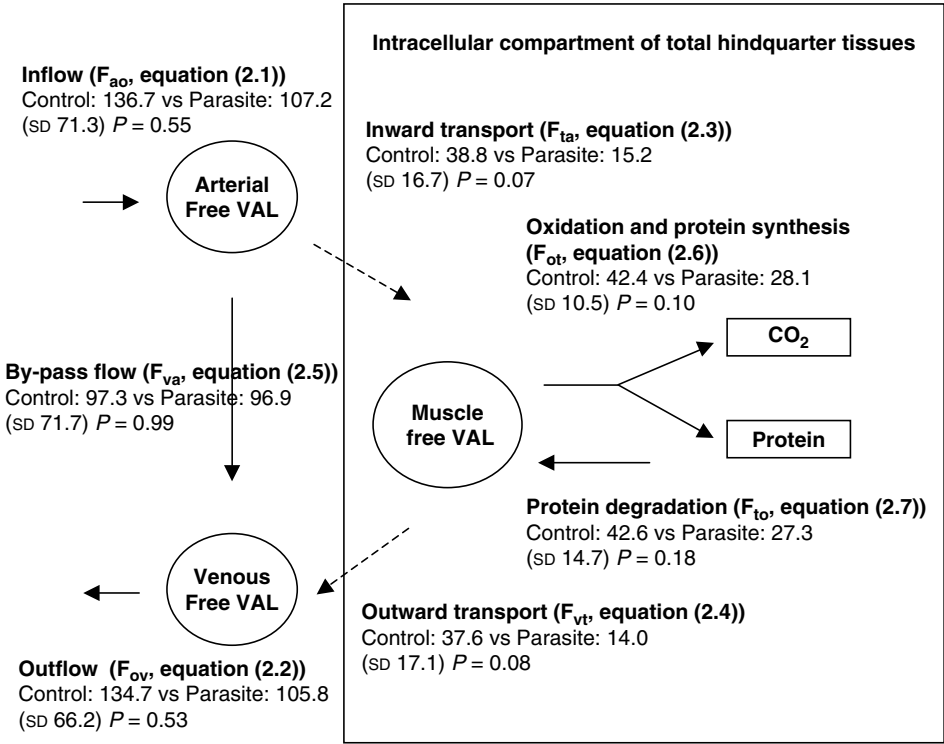 Intracellular compartment of total hindquarter tissues
Inflow (Fao, equation (2.1))
Control: 136.7 vs Parasite: 107.2
(SD 71.3) P = 0.55
Arterial
Free VAL
Inward transport (Fta, equation (2.3))
Control: 38.8 vs Parasite: 15.2
(SD 16.7) P = 0.07
Oxidation and protein synthesis
(Fot, equation (2.6))
Control: 42.4 vs Parasite: 28.1
(SD 10.5) P = 0.10
CO2
Protein
By-pass flow (Fva, equation (2.5))
Control: 97.3 vs Parasite: 96.9
(SD 71.7) P = 0.99
Muscle
free VAL
Protein degradation (Fto, equation (2.7))
Control: 42.6 vs Parasite: 27.3
(SD 14.7) P = 0.18
Venous
Free VAL
Outward transport (Fvt, equation (2.4))
Control: 37.6 vs Parasite: 14.0
(SD 17.1) P = 0.08
Outflow (Fov, equation (2.2))
Control: 134.7 vs Parasite: 105.8
(SD 66.2) P = 0.53